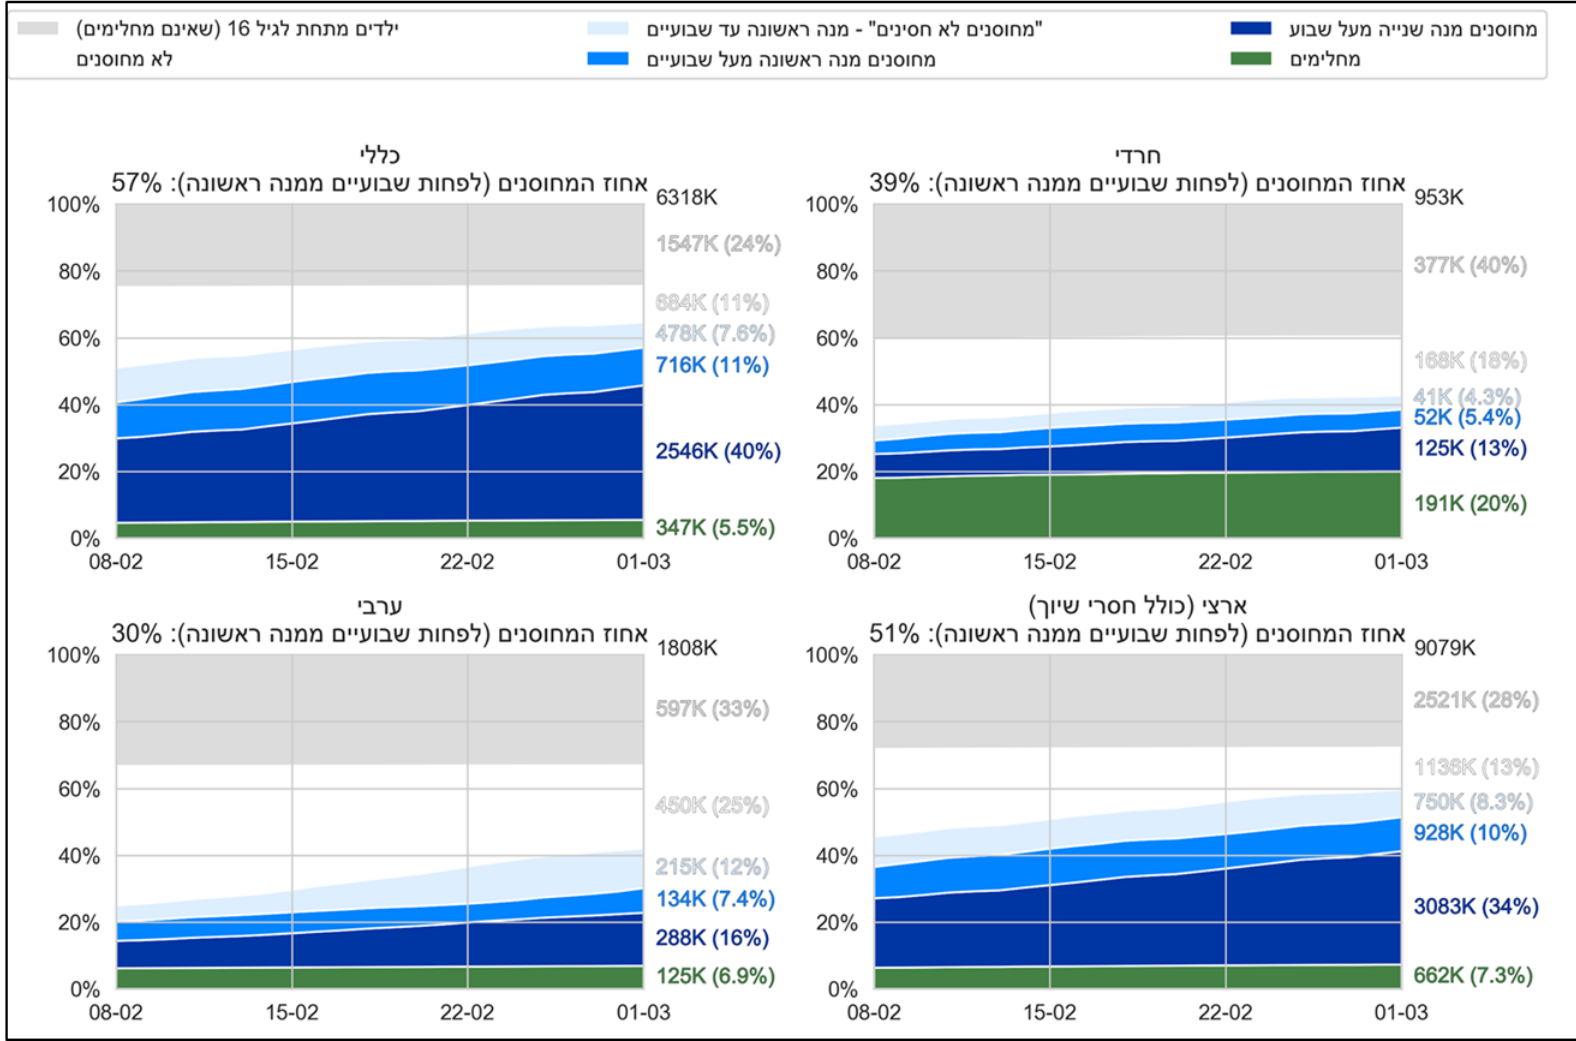 מחוסנים מנה שנייה מעל שבוע
מחלימים
"מחוסנים לא חסינים" - מנה ראשונה עד שבועיים
מחוסנים מנה ראשונה מעל שבועיים
ילדים מתחת לגיל 16 (שאינם מחלימים)
לא מחוסנים
חרדי
אחוז המחוסנים (לפחות שבועיים ממנה ראשונה): 39%
953K
100%
80%
60%
40%
20%
0%
377K (40%)
168K (18%)
41K (4.3%)
52K (5.4%)
125K (13%)
191K (20%)
08-02 15-02 22-02 01-03
כללי
אחוז המחוסנים (לפחות שבועיים ממנה ראשונה): 57%
6318K
100%
80%
60%
40%
20%
0%
1547K (24%)
684K (11%)
478K (7.6%)
716K (11%)
2546K (40%)
347K (5.5%)
08-02 15-02 22-02 01-03
ארצי (כולל חסרי שיוך)
אחוז המחוסנים (לפחות שבועיים ממנה ראשונה): 51%
9079K
100%
80%
60%
40%
20%
0%
2521K (28%)
1136K (13%)
750K (8.3%)
928K (10%)
3083K (34%)
662K (7.3%)
08-02 15-02 22-02 01-03
ערבי
אחוז המחוסנים (לפחות שבועיים ממנה ראשונה): 30%
1808K
100%
80%
60%
40%
20%
0%
597K (33%)
450K (25%)
215K (12%)
134K (7.4%)
288K (16%)
125K (6.9%)
08-02 15-02 22-02 01-03